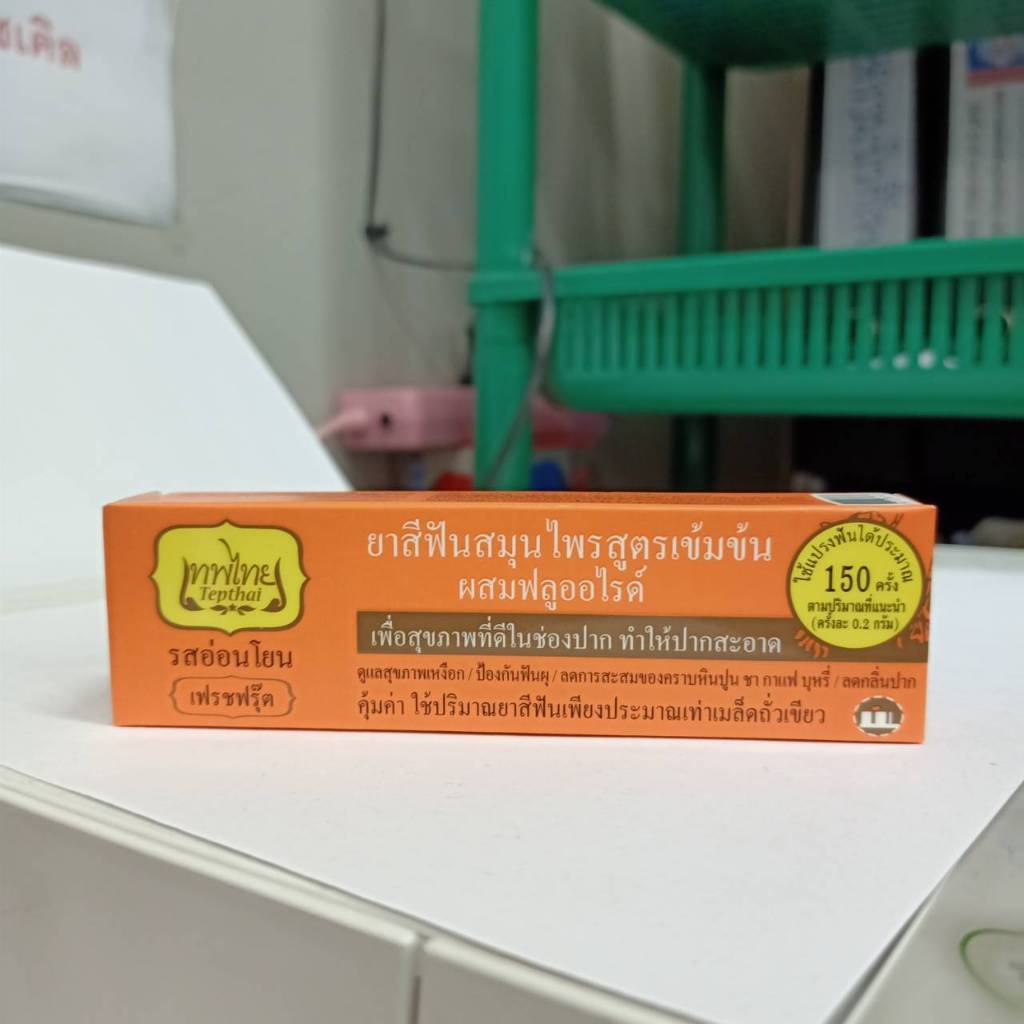 เทพไทย
Tepthai
รสอ่อนโยน
เฟรชฟรุ๊ต
ยาสีฟันสมุนไพรสูตรเข้มข้น
ผสมฟลูออไรด์
เพื่อสุขภาพที่ดีในช่องปาก ทำให้ปากสะอาด
ดูแลสุขภาพเหงือก / ป้องกันฟันผุ / ลดการสะสมของคราบหินปูน ชา กาแฟ บุหรี่ / ลดกลิ่นปาก
คุ้มค่า ใช้ปริมาณยาสีฟันเพียงประมาณเท่าเมล็ดถั่วเขียว
ใช้แปรงฟันได้ประมาณ
150 ครั้ง
ตามปริมาณที่แนะนำ
(ครั้งละ 0.2 กรัม)